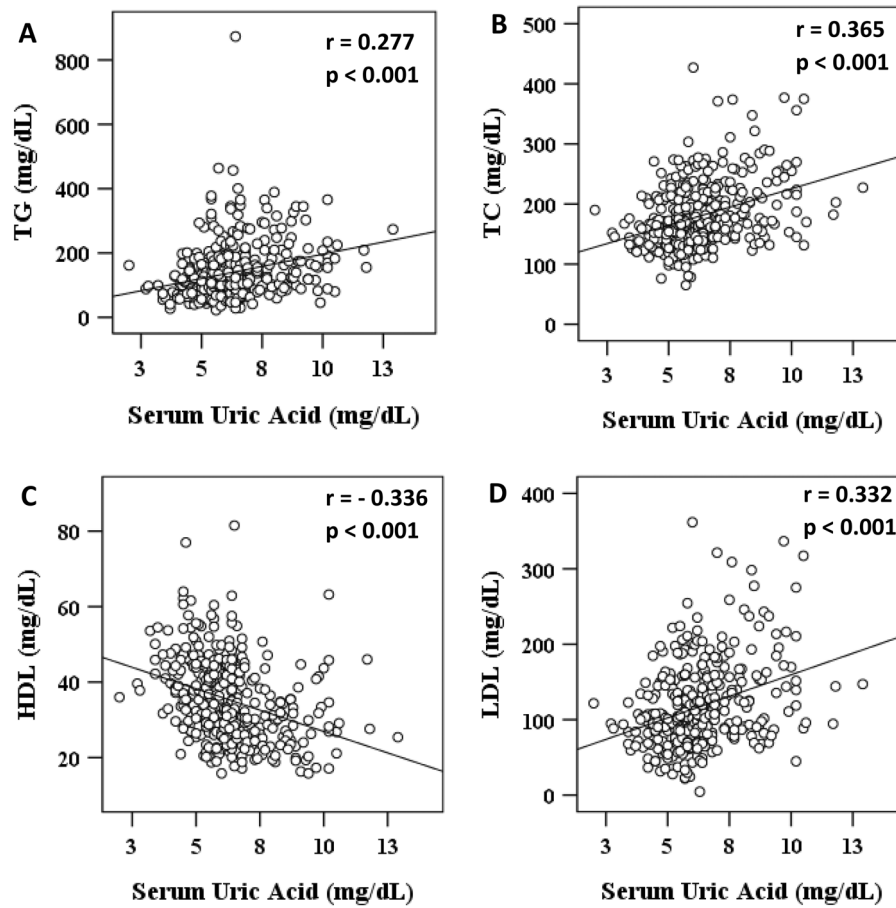 A
r = 0.277
p < 0.001
800
600
400
200
0
TG (mg/dL)
3 5 8 10 13
Serum Uric Acid (mg/dL)
B
r = 0.365
p < 0.001
500
400
300
200
100
0
TC (mg/dL)
3 5 8 10 13
Serum Uric Acid (mg/dL)
C
r = - 0.336
p < 0.001
80
60
40
20
HDL (mg/dL)
3 5 8 10 13
Serum Uric Acid (mg/dL)
D
r = 0.332
p < 0.001
400
300
200
100
0
LDL (mg/dL)
3 5 8 10 13
Serum Uric Acid (mg/dL)